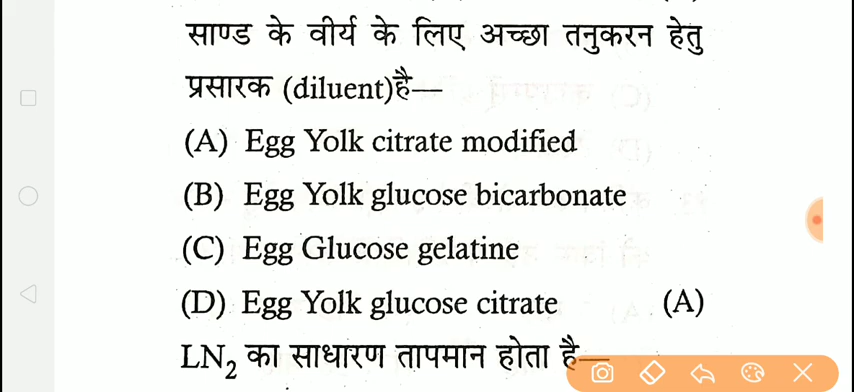 साण्ड के वीर्य के लिए अच्छा तनुकरन हेतु
प्रसारक (diluent)है—
(A) Egg Yolk citrate modified
(B) Egg Yolk glucose bicarbonate
(C) Egg Glucose gelatine
(D) Egg Yolk glucose citrate (A)
LN₂ का साधारण तापमान होता है—